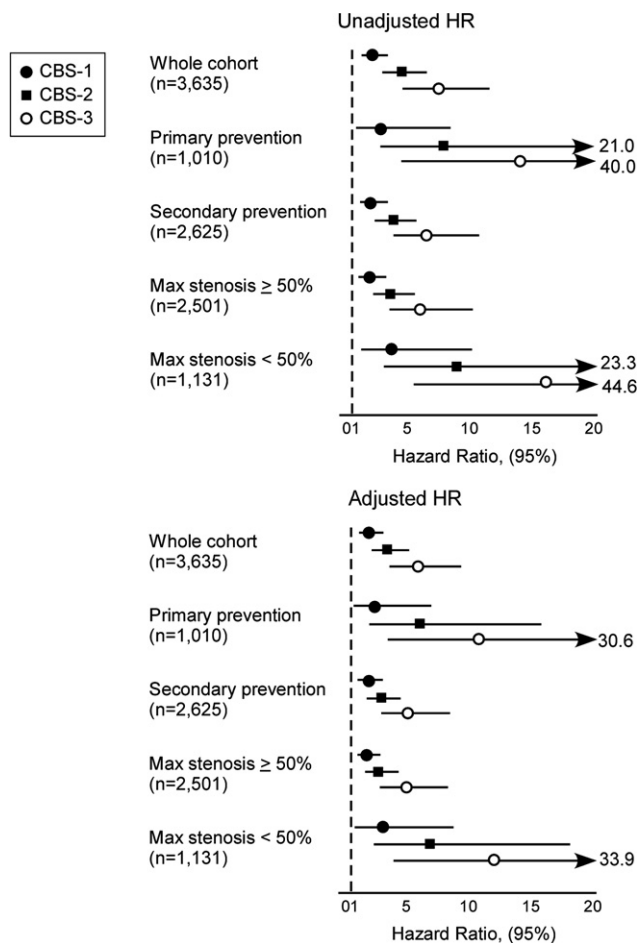 Unadjusted HR
CBS-1
CBS-2
CBS-3
Whole cohort
(n=3,635)
Primary prevention
(n=1,010)
21.0
40.0
Secondary prevention
(n=2,625)
Max stenosis ≥ 50%
(n=2,501)
Max stenosis < 50%
(n=1,131)
23.3
44.6
01 5 10 15 20
Hazard Ratio, (95%)
Adjusted HR
Whole cohort
(n=3,635)
Primary prevention
(n=1,010)
30.6
Secondary prevention
(n=2,625)
Max stenosis ≥ 50%
(n=2,501)
Max stenosis < 50%
(n=1,131)
33.9
01 5 10 15 20
Hazard Ratio, (95%)